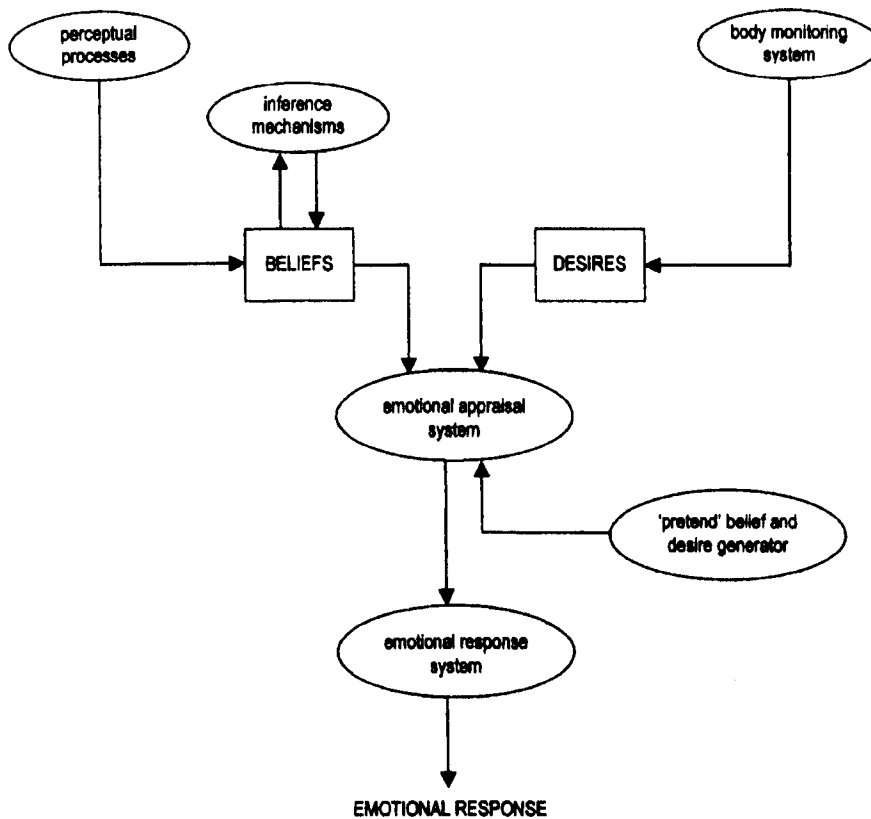 perceptual
processes
body monitoring
system
inference
mechanisms
BELIEFS
DESIRES
emotional appraisal
system
'pretend' belief and
desire generator
emotional response
system
EMOTIONAL RESPONSE